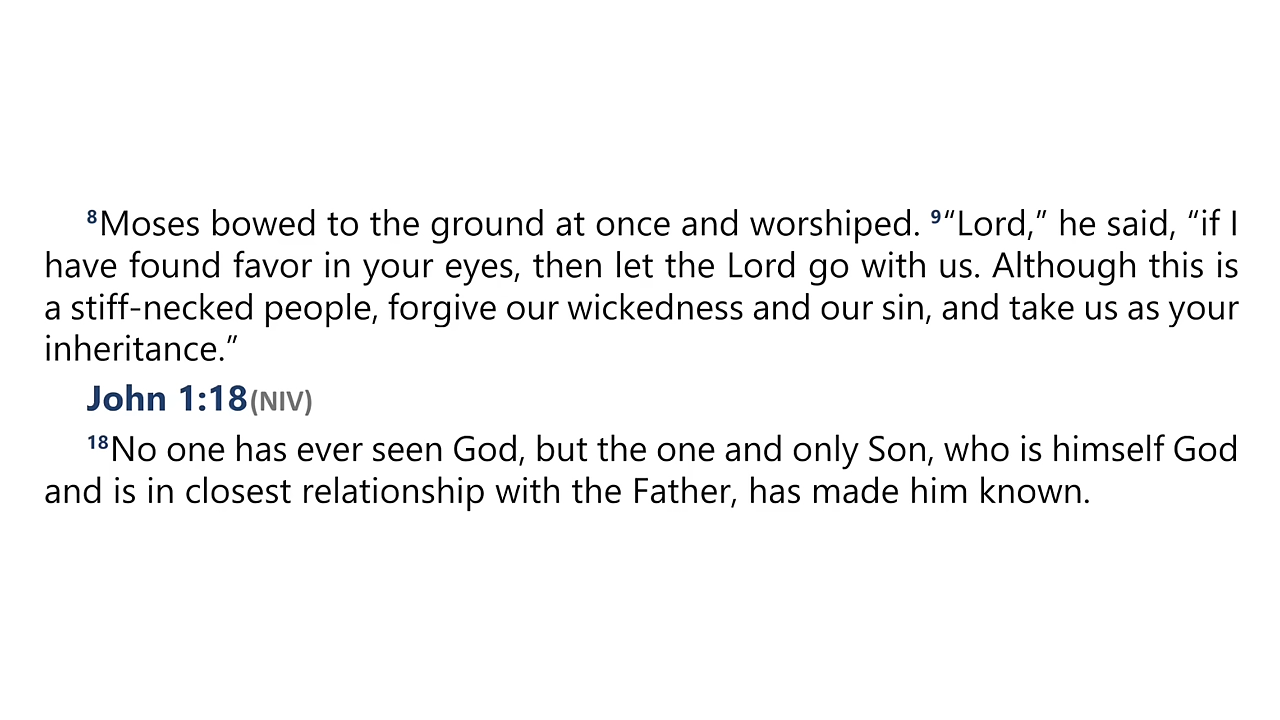 8Moses bowed to the ground at once and worshiped. 9“Lord,” he said, “if I
have found favor in your eyes, then let the Lord go with us. Although this is
a stiff-necked people, forgive our wickedness and our sin, and take us as your
inheritance.”
John 1:18(NIV)
18No one has ever seen God, but the one and only Son, who is himself God
and is in closest relationship with the Father, has made him known.